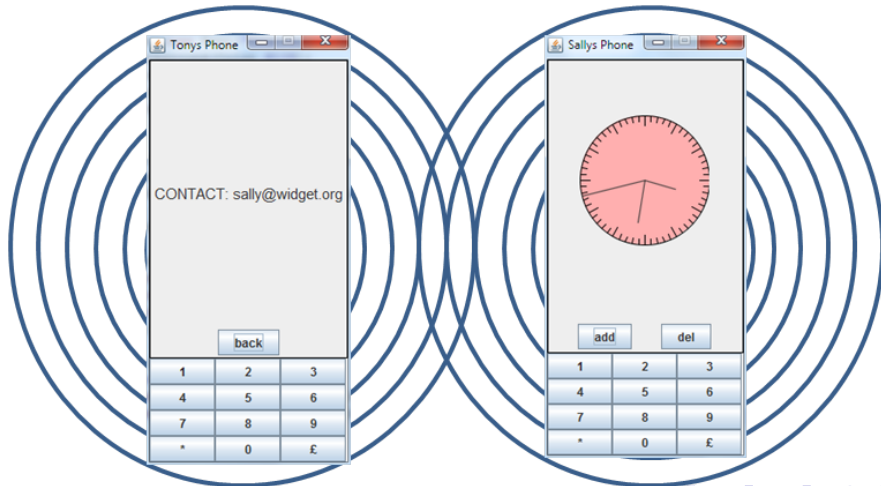 Tonys Phone
CONTACT: sally@widget.org
back
1 2 3
4 5 6
7 8 9
* 0 £
Sallys Phone
add del
1 2 3
4 5 6
7 8 9
* 0 £